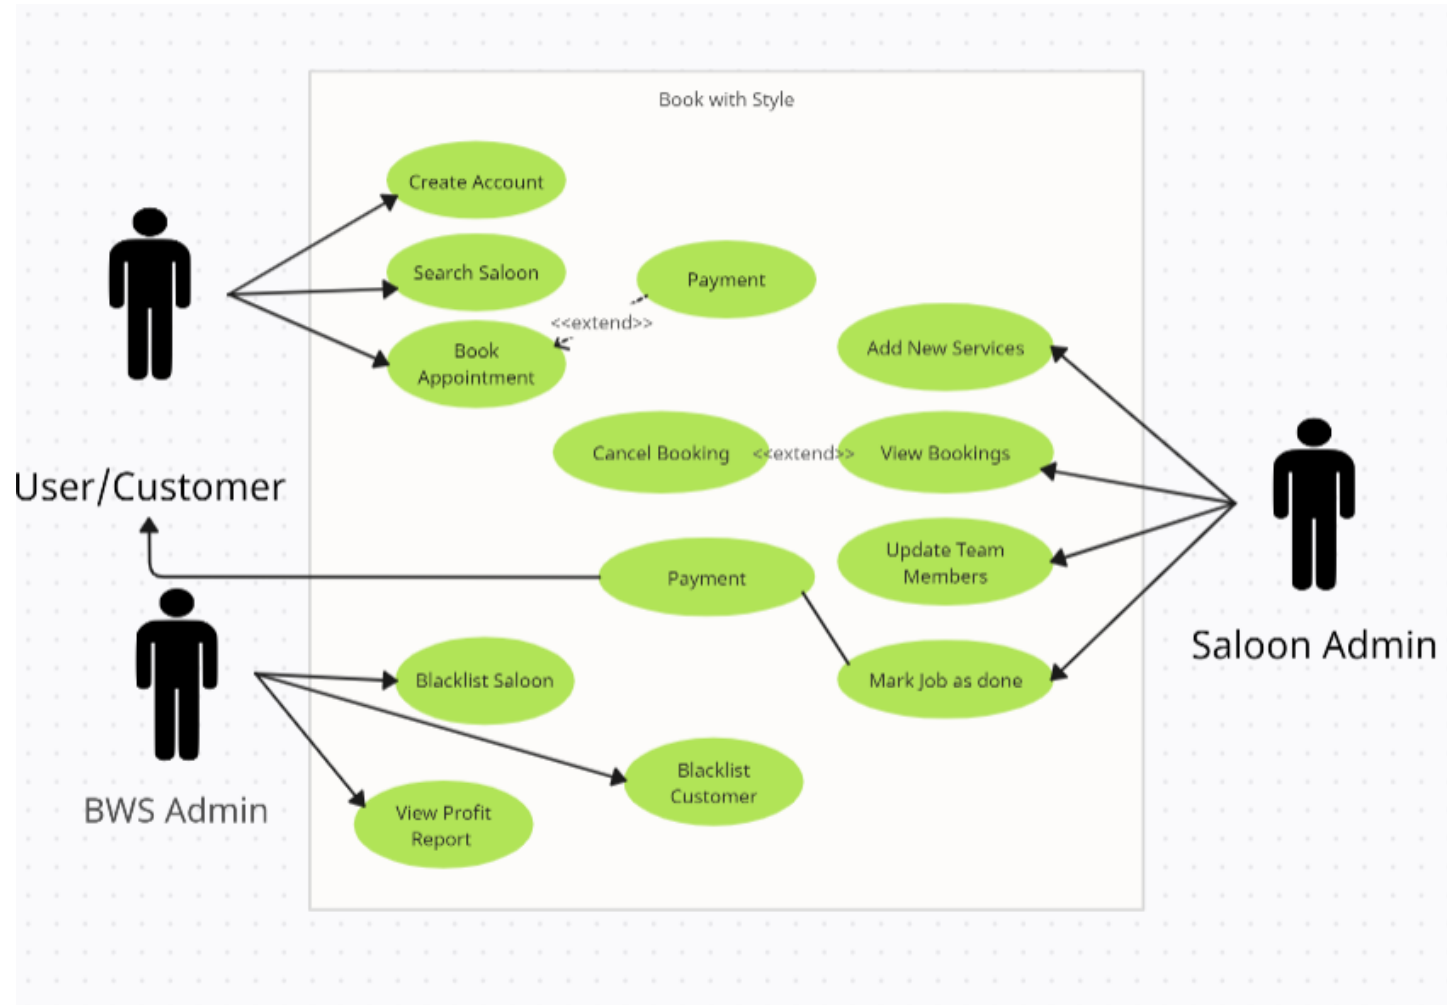 Book with Style
Create Account
Search Saloon
Payment
<<extend>>
Book
Appointment
Add New Services
Cancel Booking
<<extend>>
View Bookings
User/Customer
Update Team
Members
Payment
Saloon Admin
Blacklist Saloon
Mark Job as done
Blacklist
Customer
BWS Admin
View Profit
Report